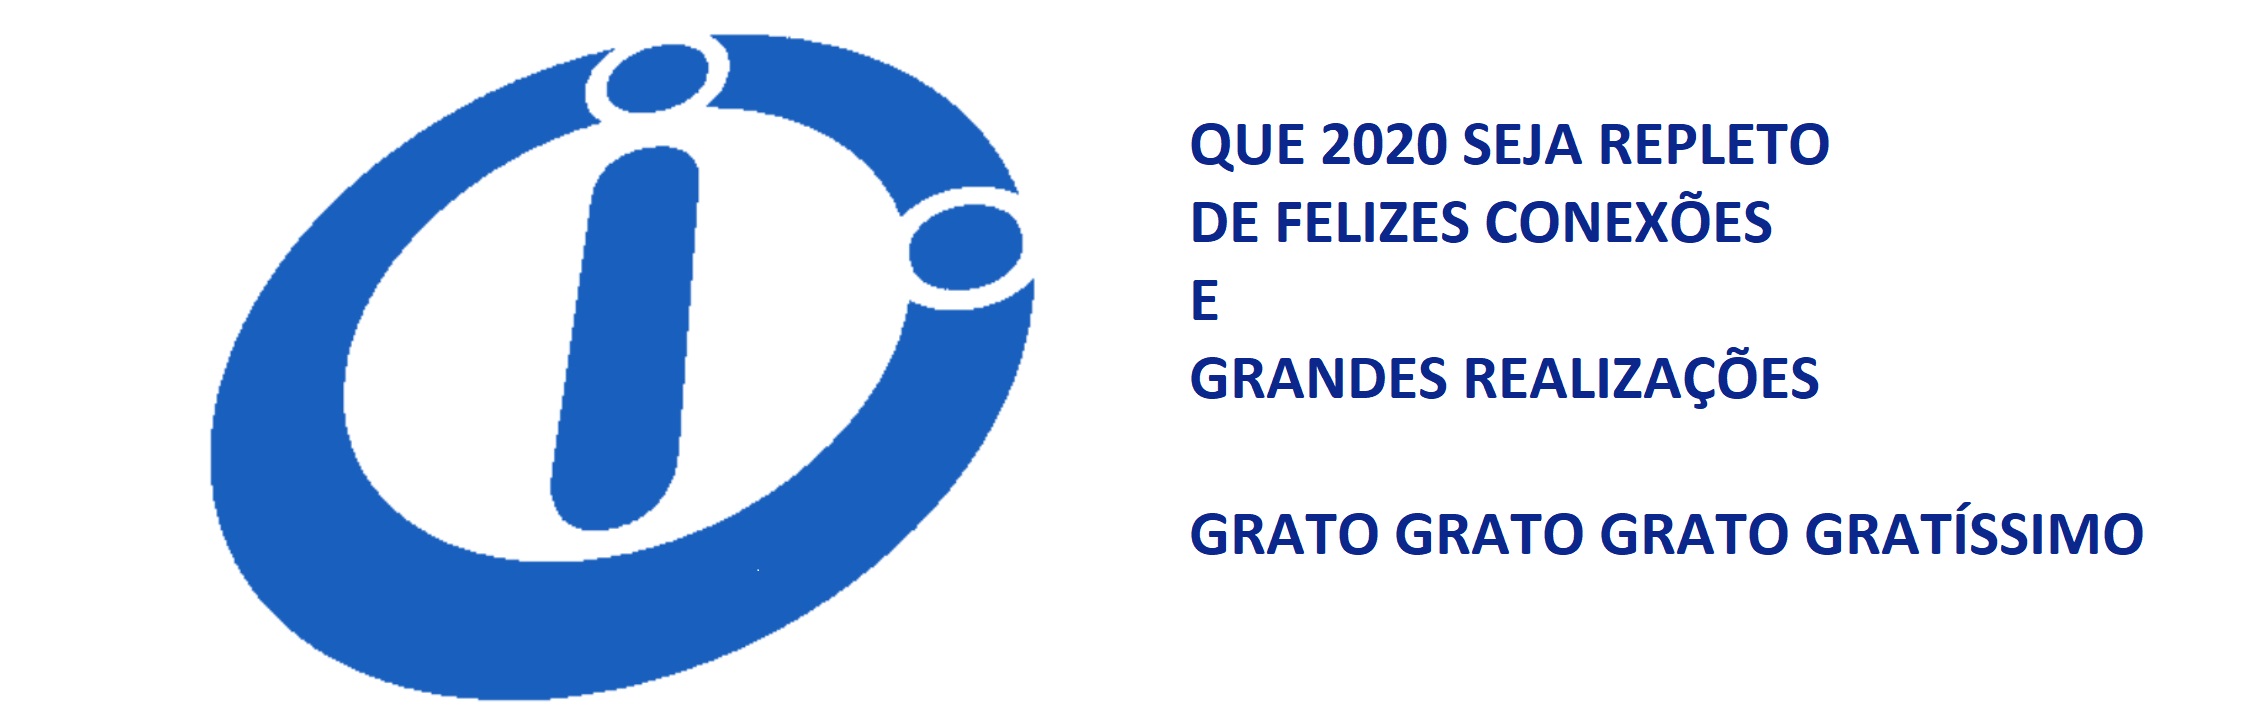 QUE 2020 SEJA REPLETO
DE FELIZES CONEXÕES
E
GRANDES REALIZAÇÕES
GRATO GRATO GRATO GRATÍSSIMO